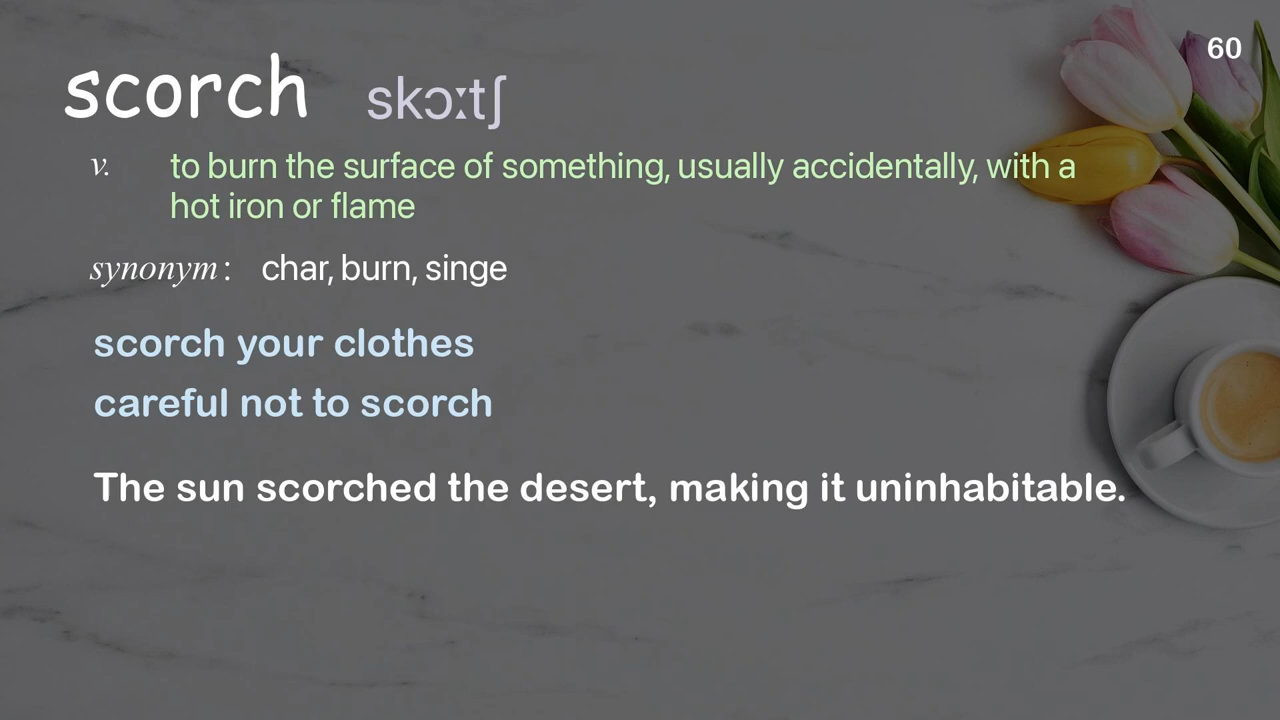 60
scorch skɔːtʃ
v. to burn the surface of something, usually accidentally, with a
hot iron or flame
synonym: char, burn, singe
scorch your clothes
careful not to scorch
The sun scorched the desert, making it uninhabitable.